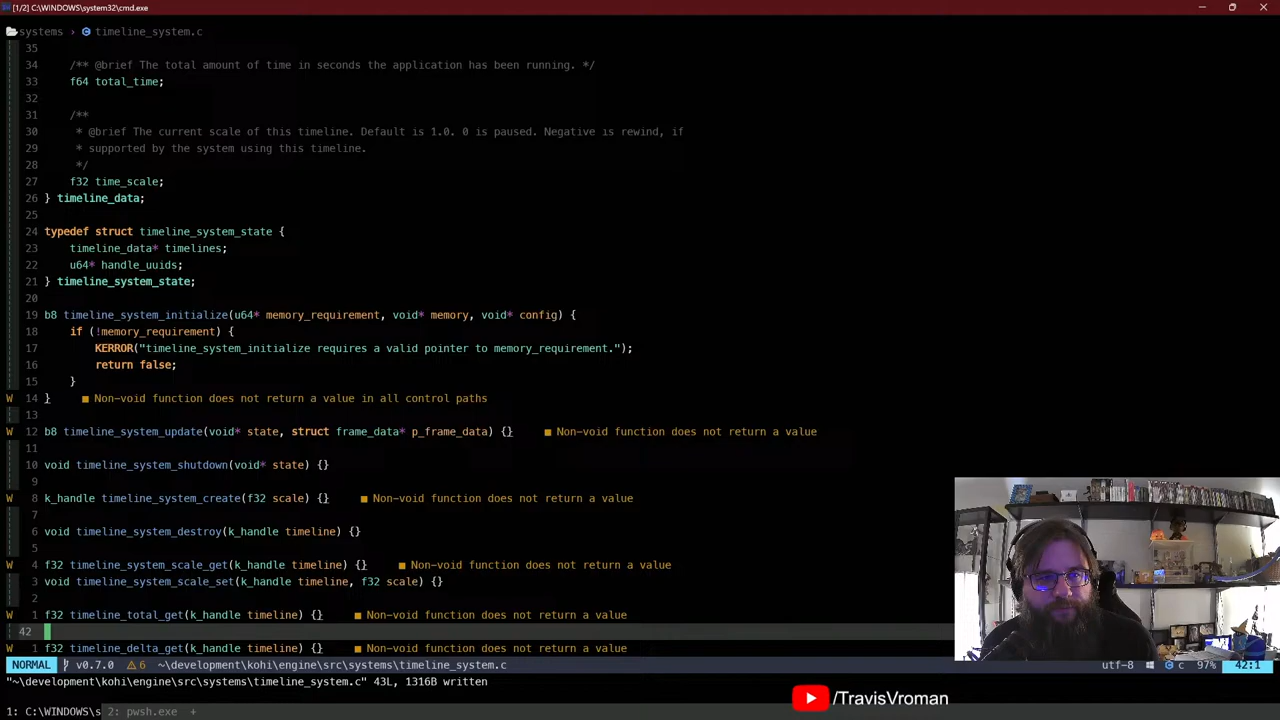 [1/2] C:\WINDOWS\system32\cmd.exe
systems › timeline_system.c
35
34 /** @brief The total amount of time in seconds the application has been running. */
33 f64 total_time;
32
31 /**
30 * @brief The current scale of this timeline. Default is 1.0. 0 is paused. Negative is rewind, if
29 * supported by the system using this timeline.
28 */
27 f32 time_scale;
26 } timeline_data;
25
24 typedef struct timeline_system_state {
23 timeline_data* timelines;
22 u64* handle_uuids;
21 } timeline_system_state;
20
19 b8 timeline_system_initialize(u64* memory_requirement, void* memory, void* config) {
18 if (!memory_requirement) {
17 KERROR("timeline_system_initialize requires a valid pointer to memory_requirement.");
16 return false;
15 }
W 14 } ■ Non-void function does not return a value in all control paths
13
W 12 b8 timeline_system_update(void* state, struct frame_data* p_frame_data) {} ■ Non-void function does not return a value
11
10 void timeline_system_shutdown(void* state) {}
9
W 8 k_handle timeline_system_create(f32 scale) {} ■ Non-void function does not return a value
7
6 void timeline_system_destroy(k_handle timeline) {}
5
W 4 f32 timeline_system_scale_get(k_handle timeline) {} ■ Non-void function does not return a value
3 void timeline_system_scale_set(k_handle timeline, f32 scale) {}
2
W 1 f32 timeline_total_get(k_handle timeline) {} ■ Non-void function does not return a value
42
W 1 f32 timeline_delta_get(k_handle timeline) {} ■ Non-void function does not return a value
NORMAL v0.7.0 6 ~\development\kohi\engine\src\systems\timeline_system.c utf-8 c 97% 42:1
"~\development\kohi\engine\src\systems\timeline_system.c" 43L, 1316B written
/TravisVroman
1: C:\WINDOWS\s 2: pwsh.exe +